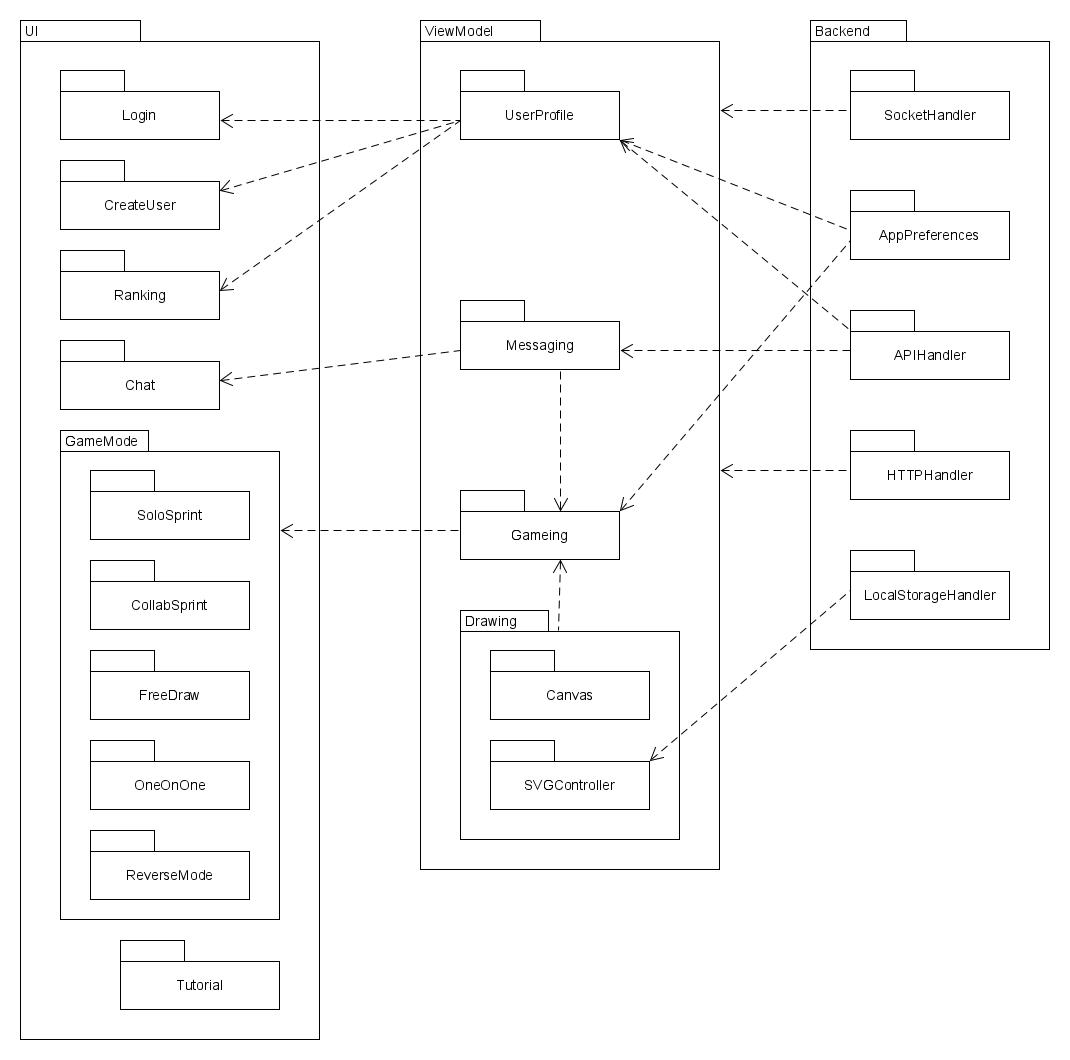 UI
Login
CreateUser
Ranking
Chat
GameMode
SoloSprint
CollabSprint
FreeDraw
OneOnOne
ReverseMode
Tutorial
ViewModel
UserProfile
Messaging
Gameing
Drawing
Canvas
SVGController
Backend
SocketHandler
AppPreferences
APIHandler
HTTPHandler
LocalStorageHandler